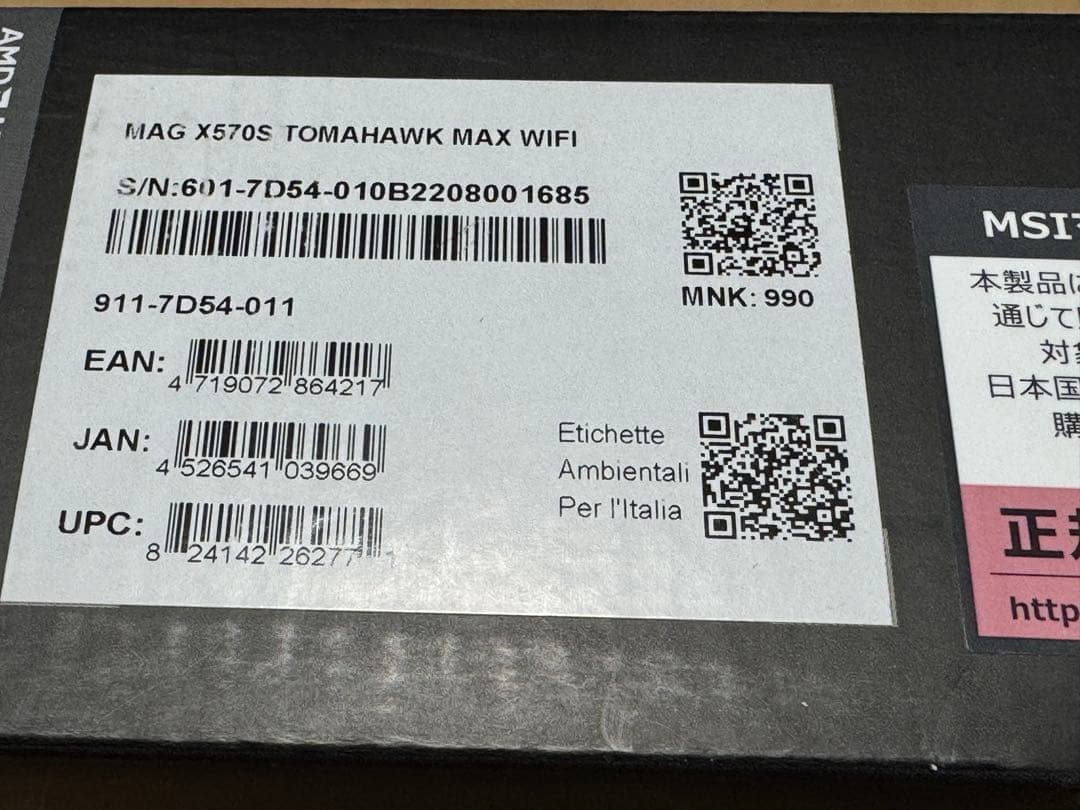 AMD
MAG X570S TOMAHAWK MAX WIFI
S/N:601-7D54-010B2208001685
MNK: 990
911-7D54-011
EAN:
4 719072 864217
JAN:
4 526541 039669
UPC:
8 24142 26277 1
Etichette
Ambientali
Per l'Italia
MSI
本製品
通じて
対
日本国
購
正
http